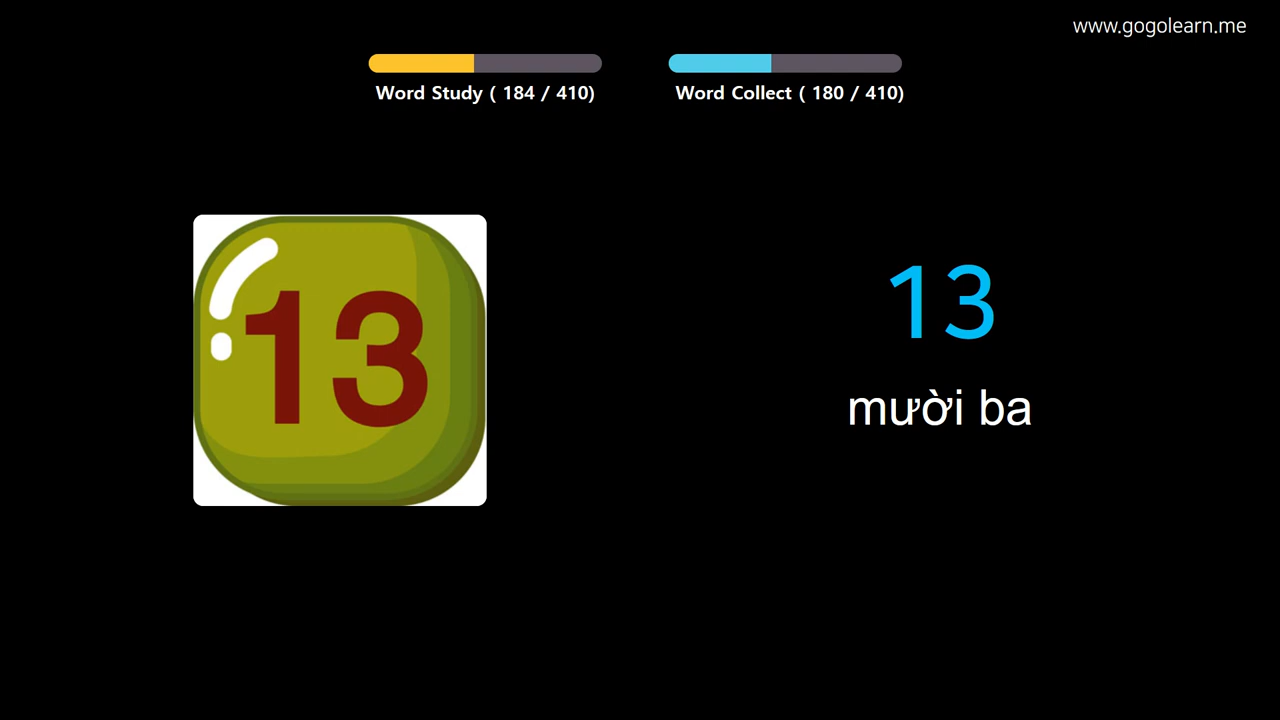 www.gogolearn.me
Word Study ( 184 / 410)
Word Collect ( 180 / 410)
13
13
mười ba